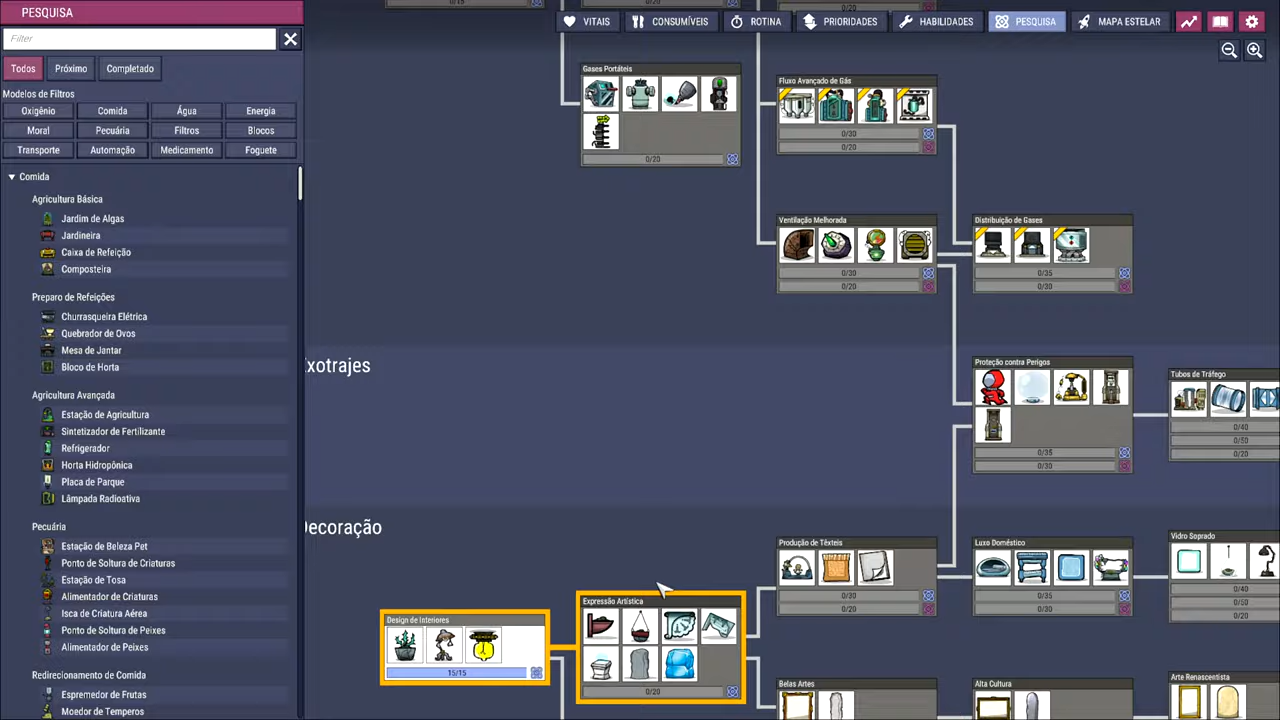 PESQUISA
VITAIS
CONSUMÍVEIS
ROTINA
PRIORIDADES
HABILIDADES
PESQUISA
MAPA ESTELAR
Filter
Todos
Próximo
Completado
Modelos de Filtros
Oxigênio
Comida
Água
Energia
Moral
Pecuária
Filtros
Blocos
Transporte
Automação
Medicamento
Foguete
Comida
Agricultura Básica
Jardim de Algas
Jardineira
Caixa de Refeição
Composteira
Preparo de Refeições
Churrasqueira Elétrica
Quebrador de Ovos
Mesa de Jantar
Bloco de Horta
Agricultura Avançada
Estação de Agricultura
Sintetizador de Fertilizante
Refrigerador
Horta Hidropônica
Placa de Parque
Lâmpada Radioativa
Pecuária
Estação de Beleza Pet
Ponto de Soltura de Criaturas
Estação de Tosa
Alimentador de Criaturas
Isca de Criatura Aérea
Ponto de Soltura de Peixes
Alimentador de Peixes
Redirecionamento de Comida
Espremedor de Frutas
Moedor de Temperos
0/15
Gases Portáteis
0/20
Fluxo Avançado de Gás
0/30
0/20
Ventilação Melhorada
0/30
0/20
Distribuição de Gases
0/35
0/30
Exotrajes
Proteção contra Perigos
0/35
0/30
Tubos de Tráfego
0/40
0/50
0/20
Decoração
Design de Interiores
15/15
Expressão Artística
0/20
Produção de Têxteis
0/30
0/20
Luxo Doméstico
0/35
0/30
Vidro Soprado
0/40
0/50
0/20
Belas Artes
Alta Cultura
Arte Renascentista